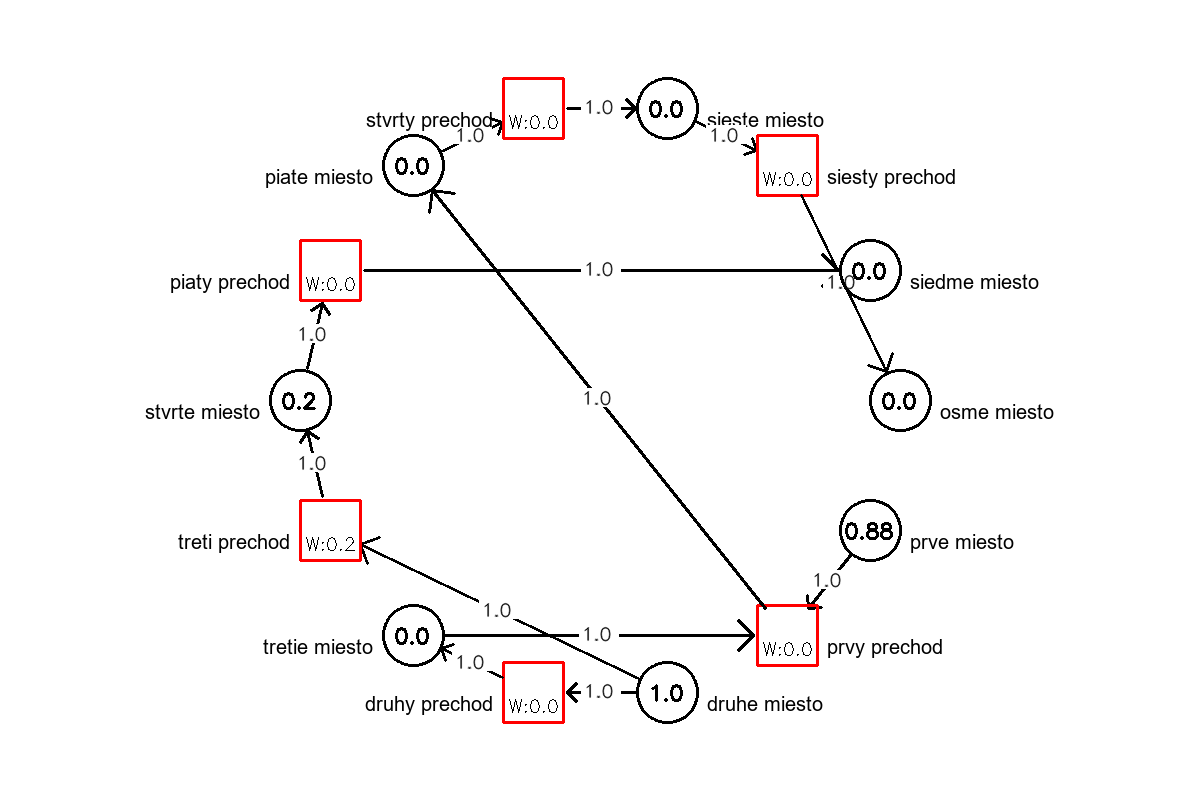 stvrty prechod
W:0.0
1.0
0.0
sieste miesto
1.0
1.0
piate miesto
0.0
W:0.0
siesty prechod
piaty prechod
W:0.0
1.0
0.0
siedme miesto
1.0
1.0
stvrte miesto
0.2
1.0
0.0
osme miesto
1.0
treti prechod
W:0.2
0.88
prve miesto
1.0
1.0
tretie miesto
0.0
1.0
W:0.0
prvy prechod
1.0
druhy prechod
W:0.0
1.0
1.0
druhe miesto